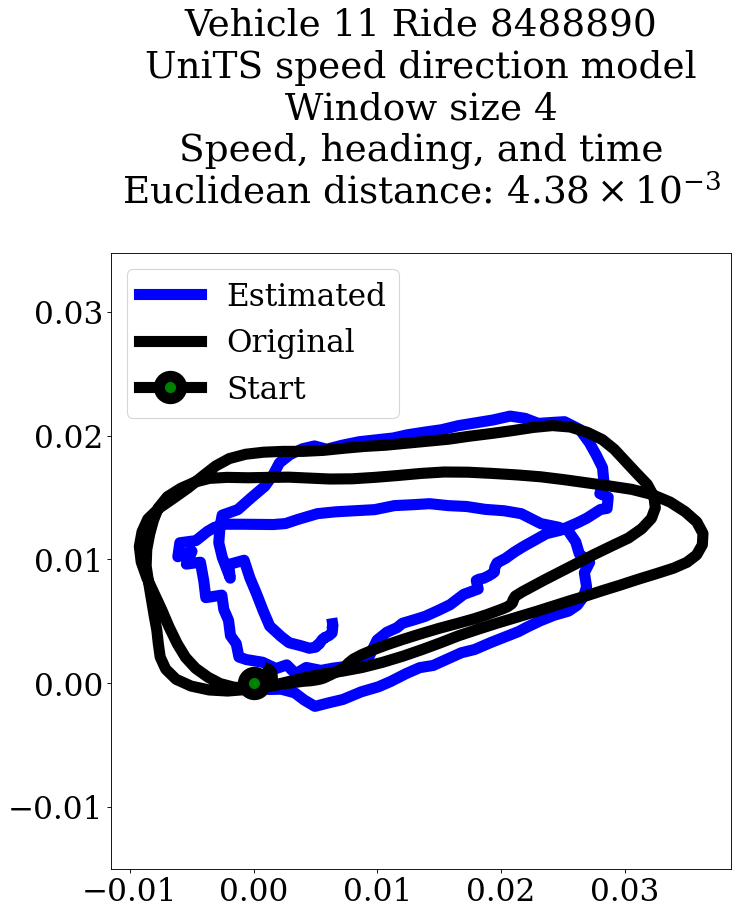 Vehicle 11 Ride 8488890
UniTS speed direction model
Window size 4
Speed, heading, and time
Euclidean distance: 4.38 × 10⁻³
Estimated
Original
Start
0.03
0.02
0.01
0.00
−0.01
−0.01 0.00 0.01 0.02 0.03